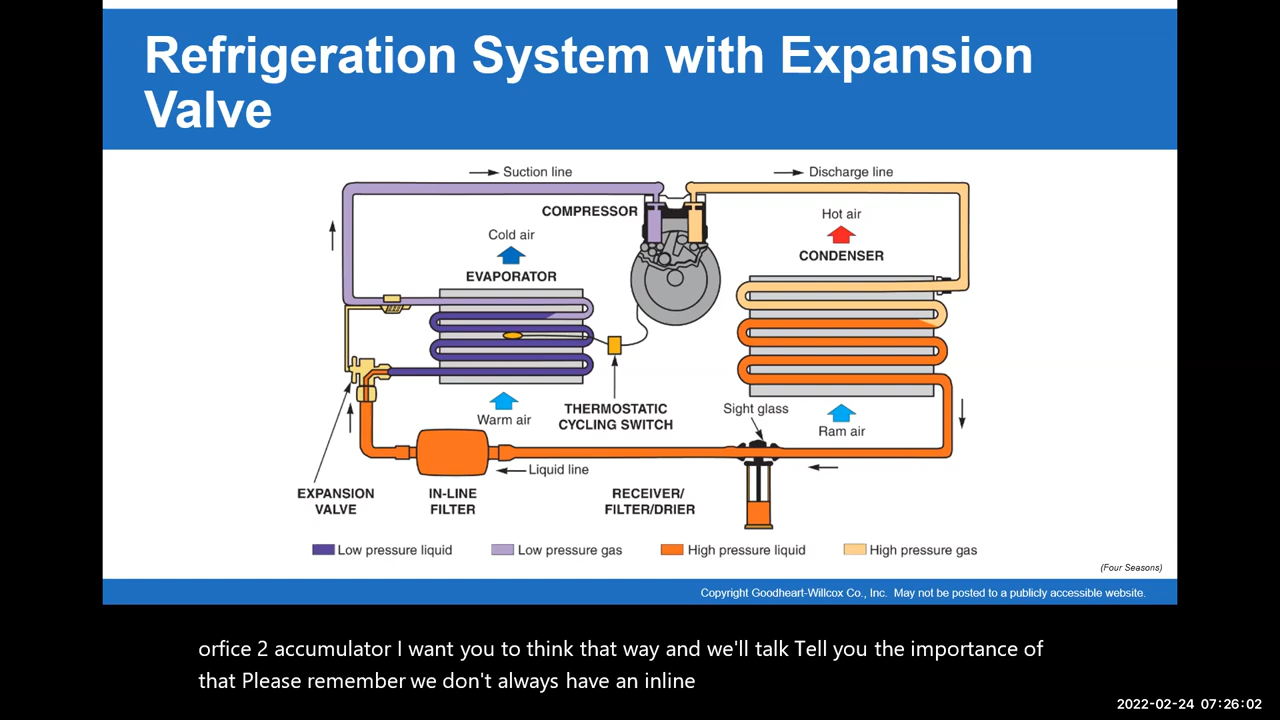 Refrigeration System with Expansion
Valve
Suction line
Discharge line
COMPRESSOR
Hot air
Cold air
CONDENSER
EVAPORATOR
Warm air
THERMOSTATIC
CYCLING SWITCH
Sight glass
Ram air
Liquid line
EXPANSION
VALVE
IN-LINE
FILTER
RECEIVER/
FILTER/DRIER
Low pressure liquid
Low pressure gas
High pressure liquid
High pressure gas
(Four Seasons)
Copyright Goodheart-Willcox Co., Inc. May not be posted to a publicly accessible website.
orfice 2 accumulator I want you to think that way and we'll talk Tell you the importance of
that Please remember we don't always have an inline
2022-02-24 07:26:02